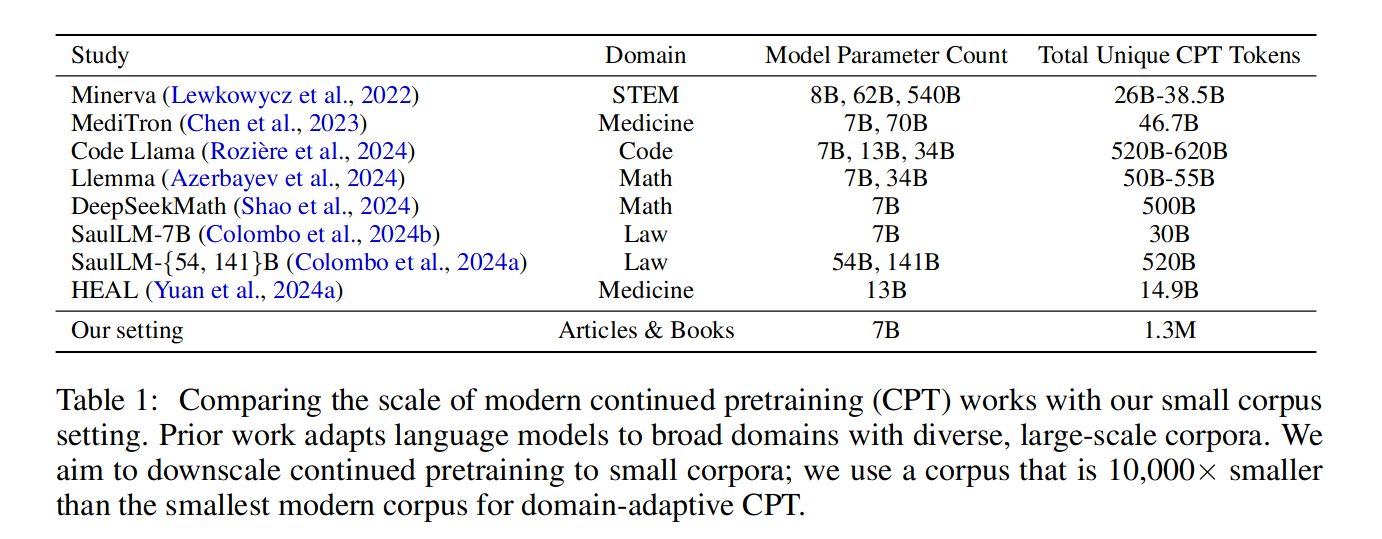 Study Domain Model Parameter Count Total Unique CPT Tokens
Minerva (Lewkowycz et al., 2022) STEM 8B, 62B, 540B 26B-38.5B
MediTron (Chen et al., 2023) Medicine 7B, 70B 46.7B
Code Llama (Rozière et al., 2024) Code 7B, 13B, 34B 520B-620B
Llemma (Azerbayev et al., 2024) Math 7B, 34B 50B-55B
DeepSeekMath (Shao et al., 2024) Math 7B 500B
SaulLM-7B (Colombo et al., 2024b) Law 7B 30B
SaulLM-{54, 141}B (Colombo et al., 2024a) Law 54B, 141B 520B
HEAL (Yuan et al., 2024a) Medicine 13B 14.9B
Our setting Articles & Books 7B 1.3M
Table 1: Comparing the scale of modern continued pretraining (CPT) works with our small corpus
setting. Prior work adapts language models to broad domains with diverse, large-scale corpora. We
aim to downscale continued pretraining to small corpora; we use a corpus that is 10,000× smaller
than the smallest modern corpus for domain-adaptive CPT.